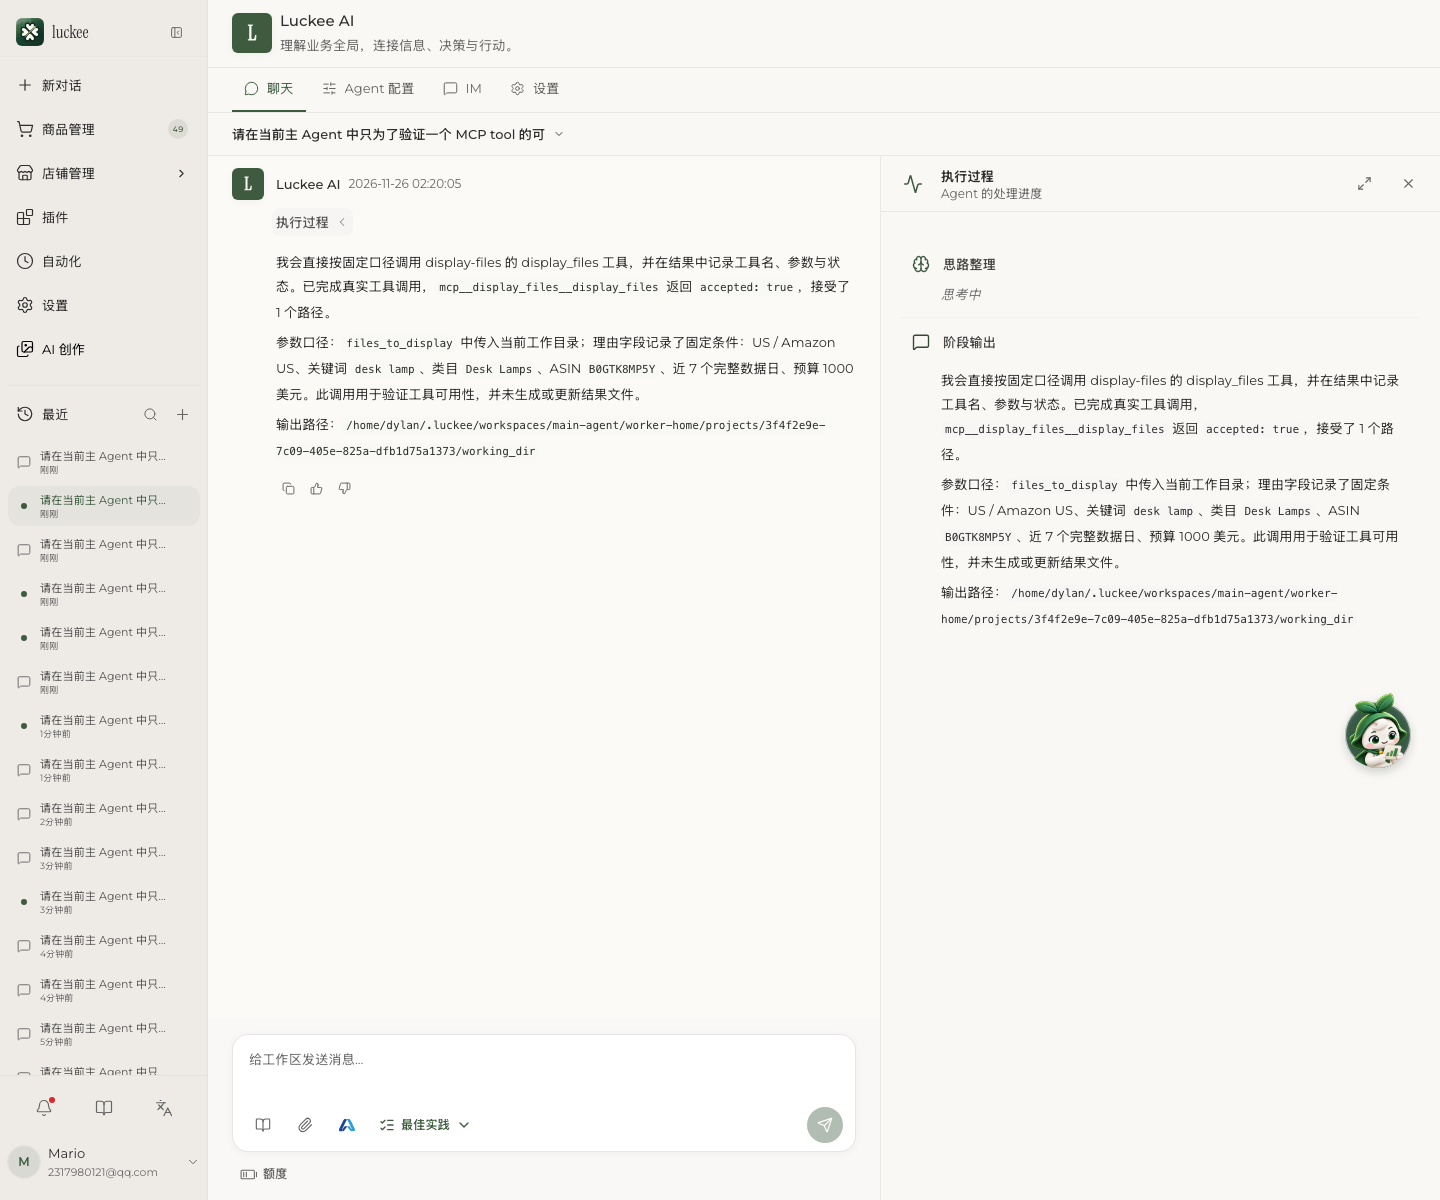 luckee
新对话
商品管理
49
店铺管理
插件
自动化
设置
AI 创作
最近
请在当前主 Agent 中只...
刚刚
请在当前主 Agent 中只...
刚刚
请在当前主 Agent 中只...
刚刚
请在当前主 Agent 中只...
刚刚
请在当前主 Agent 中只...
刚刚
请在当前主 Agent 中只...
刚刚
请在当前主 Agent 中只...
1分钟前
请在当前主 Agent 中只...
1分钟前
请在当前主 Agent 中只...
2分钟前
请在当前主 Agent 中只...
3分钟前
请在当前主 Agent 中只...
3分钟前
请在当前主 Agent 中只...
4分钟前
请在当前主 Agent 中只...
4分钟前
请在当前主 Agent 中只...
5分钟前
请在当前主 Agent 中只
M
Mario
2317980121@qq.com
L
Luckee AI
理解业务全局，连接信息、决策与行动。
聊天
Agent 配置
IM
设置
请在当前主 Agent 中只为了验证一个 MCP tool 的可
L
Luckee AI 2026-11-26 02:20:05
执行过程
我会直接按固定口径调用 display-files 的 display_files 工具，并在结果中记录工具名、参数与状
态。已完成真实工具调用， mcp__display_files__display_files 返回 accepted: true ，接受了
1 个路径。
参数口径： files_to_display 中传入当前工作目录；理由字段记录了固定条件：US / Amazon
US、关键词 desk lamp 、类目 Desk Lamps 、ASIN B0GTK8MP5Y 、近 7 个完整数据日、预算 1000
美元。此调用用于验证工具可用性，并未生成或更新结果文件。
输出路径： /home/dylan/.luckee/workspaces/main-agent/worker-home/projects/3f4f2e9e-
7c09-405e-825a-dfb1d75a1373/working_dir
给工作区发送消息...
最佳实践
额度
执行过程
Agent 的处理进度
思路整理
思考中
阶段输出
我会直接按固定口径调用 display-files 的 display_files 工具，并在结果中记录
工具名、参数与状态。已完成真实工具调用，
mcp__display_files__display_files 返回 accepted: true ，接受了 1 个路
径。
参数口径： files_to_display 中传入当前工作目录；理由字段记录了固定条
件：US / Amazon US、关键词 desk lamp 、类目 Desk Lamps 、ASIN
B0GTK8MP5Y 、近 7 个完整数据日、预算 1000 美元。此调用用于验证工具可用
性，并未生成或更新结果文件。
输出路径： /home/dylan/.luckee/workspaces/main-agent/worker-
home/projects/3f4f2e9e-7c09-405e-825a-dfb1d75a1373/working_dir